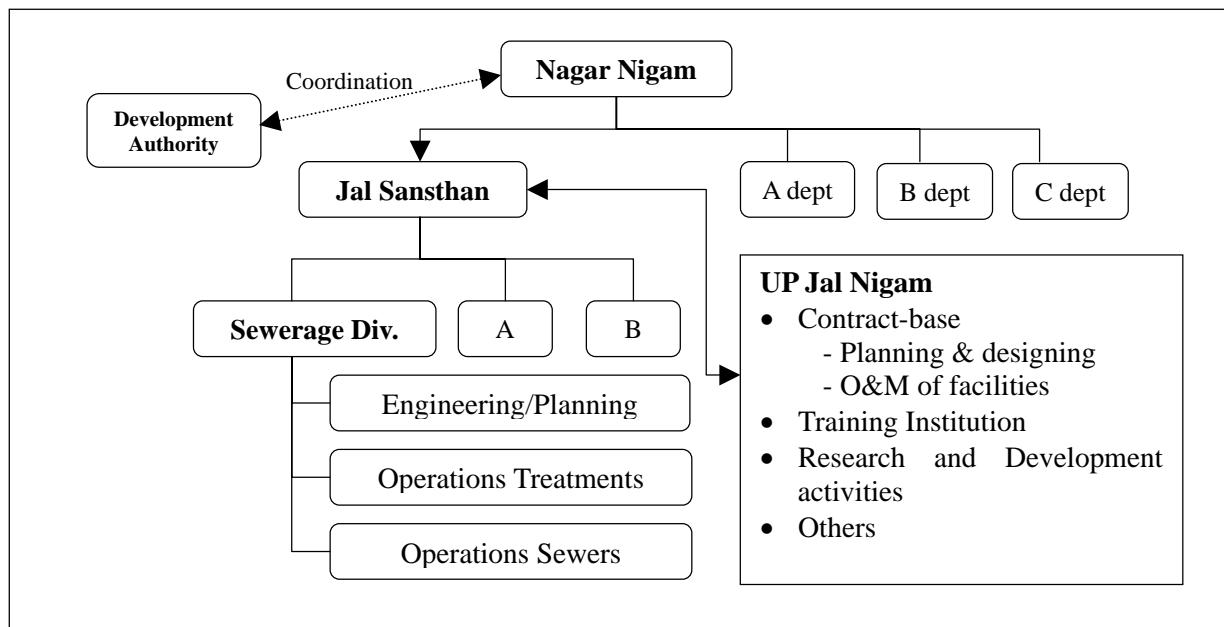 Nagar Nigam
Coordination
Development
Authority
Jal Sansthan
A dept
B dept
C dept
Sewerage Div.
A
B
Engineering/Planning
Operations Treatments
Operations Sewers
UP Jal Nigam
• Contract-base
- Planning & designing
- O&M of facilities
• Training Institution
• Research and Development
activities
• Others